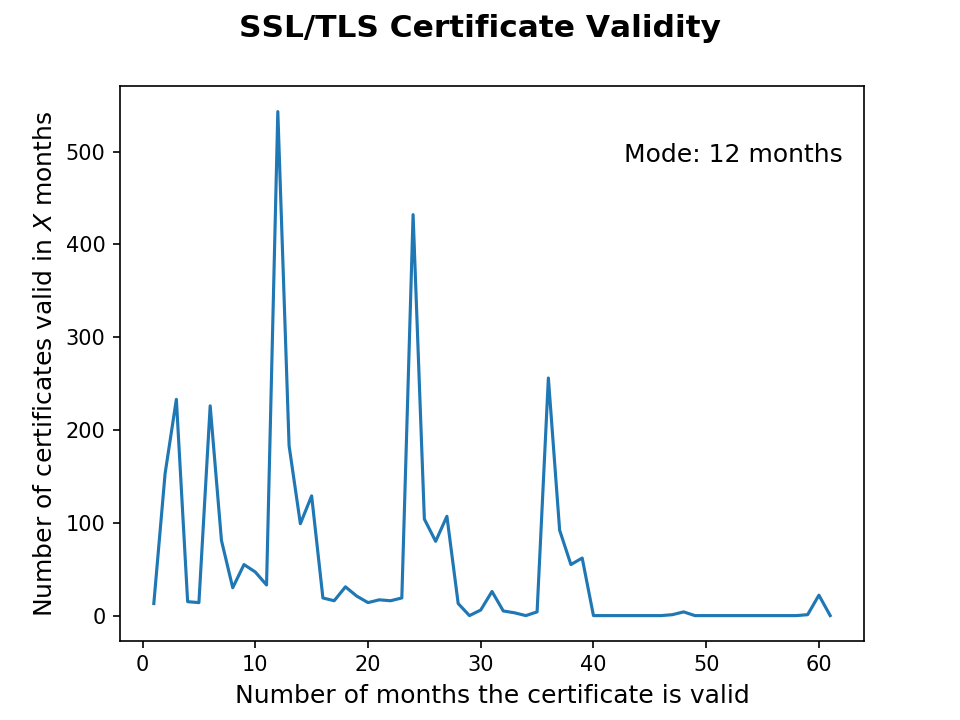 SSL/TLS Certificate Validity
Number of certificates valid in X months
500
400
300
200
100
0
Mode: 12 months
0 10 20 30 40 50 60
Number of months the certificate is valid